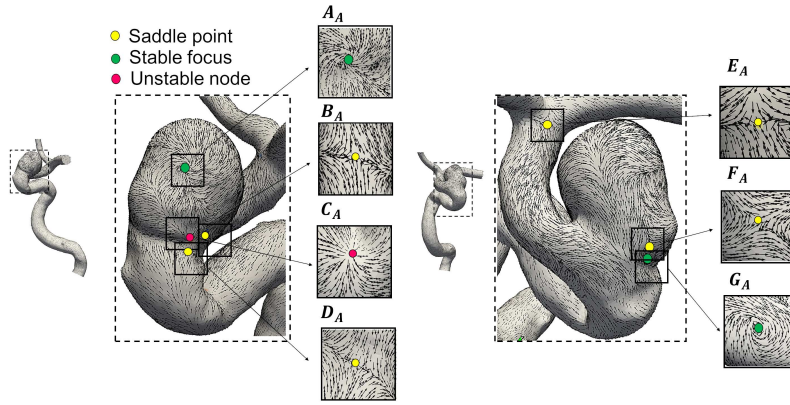 Saddle point
Stable focus
Unstable node
A_A
B_A
C_A
D_A
E_A
F_A
G_A